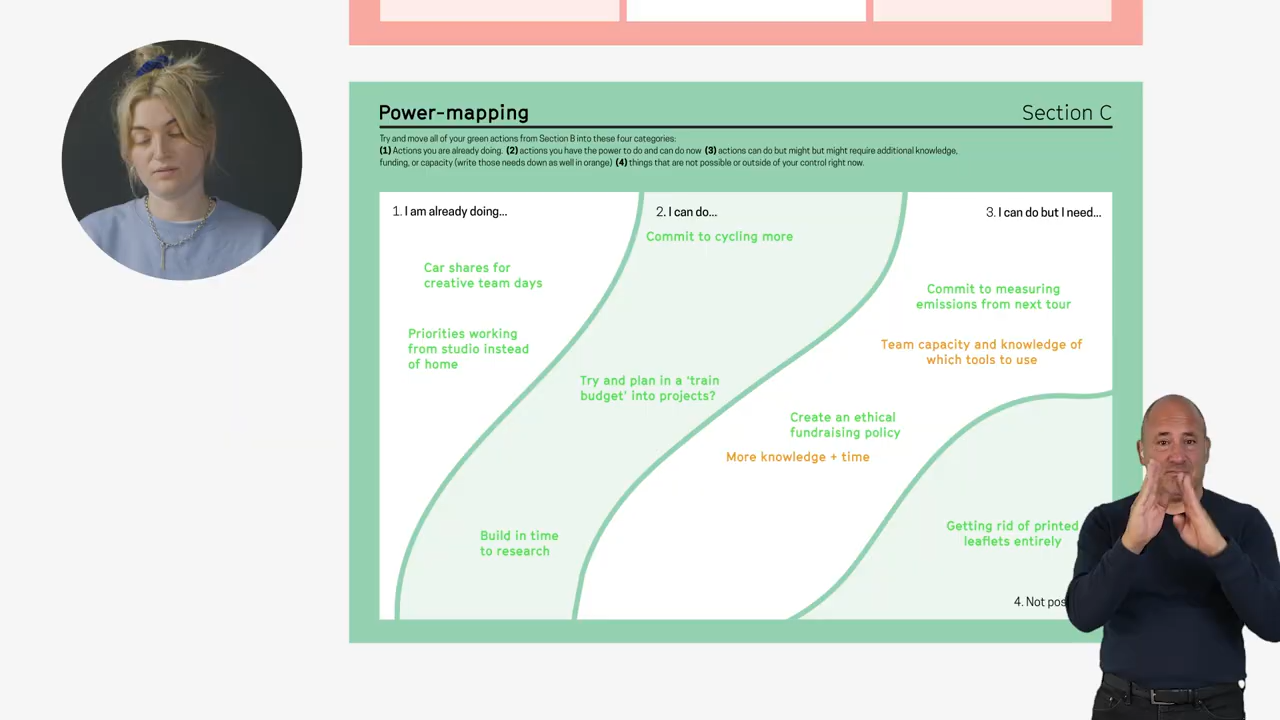 Power-mapping
Section C
Try and move all of your green actions from Section B into these four categories:
(1) Actions you are already doing. (2) actions you have the power to do and can do now (3) actions can do but might but might require additional knowledge,
funding, or capacity (write those needs down as well in orange) (4) things that are not possible or outside of your control right now.
1. I am already doing...
2. I can do...
3. I can do but I need...
Commit to cycling more
Car shares for
creative team days
Commit to measuring
emissions from next tour
Priorities working
from studio instead
of home
Team capacity and knowledge of
which tools to use
Try and plan in a 'train
budget' into projects?
Create an ethical
fundraising policy
More knowledge + time
Build in time
to research
Getting rid of printed
leaflets entirely
4. Not